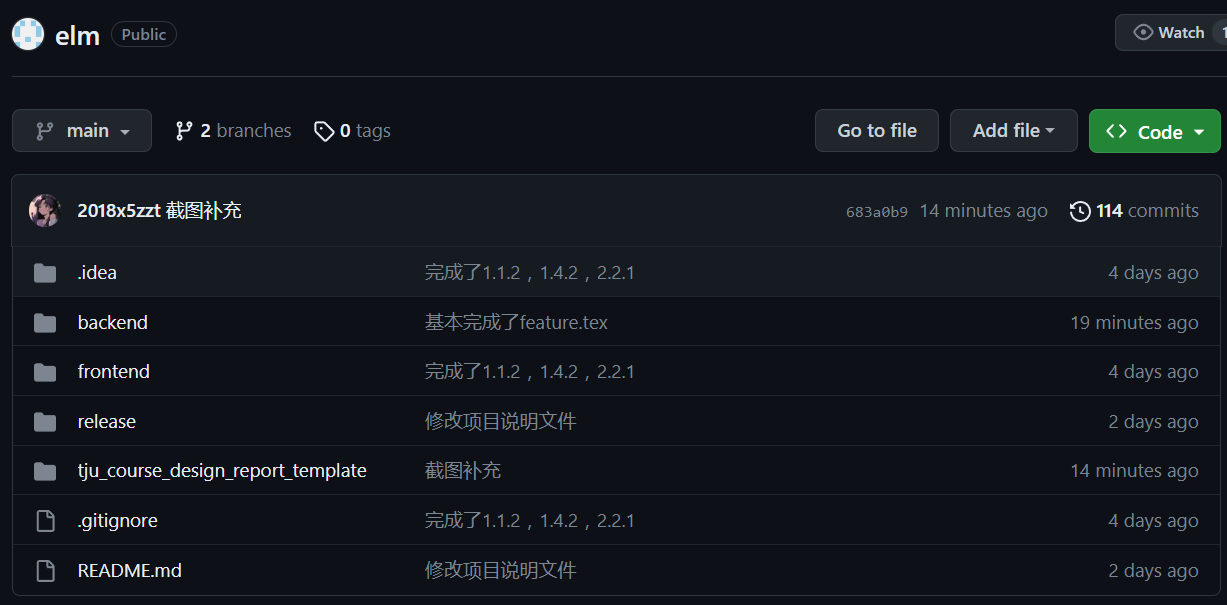 elm Public Watch 1
main 2 branches 0 tags Go to file Add file <> Code
2018x5zzt 截图补充 683a0b9 14 minutes ago 114 commits
.idea 完成了1.1.2，1.4.2，2.2.1 4 days ago
backend 基本完成了feature.tex 19 minutes ago
frontend 完成了1.1.2，1.4.2，2.2.1 4 days ago
release 修改项目说明文件 2 days ago
tju_course_design_report_template 截图补充 14 minutes ago
.gitignore 完成了1.1.2，1.4.2，2.2.1 4 days ago
README.md 修改项目说明文件 2 days ago